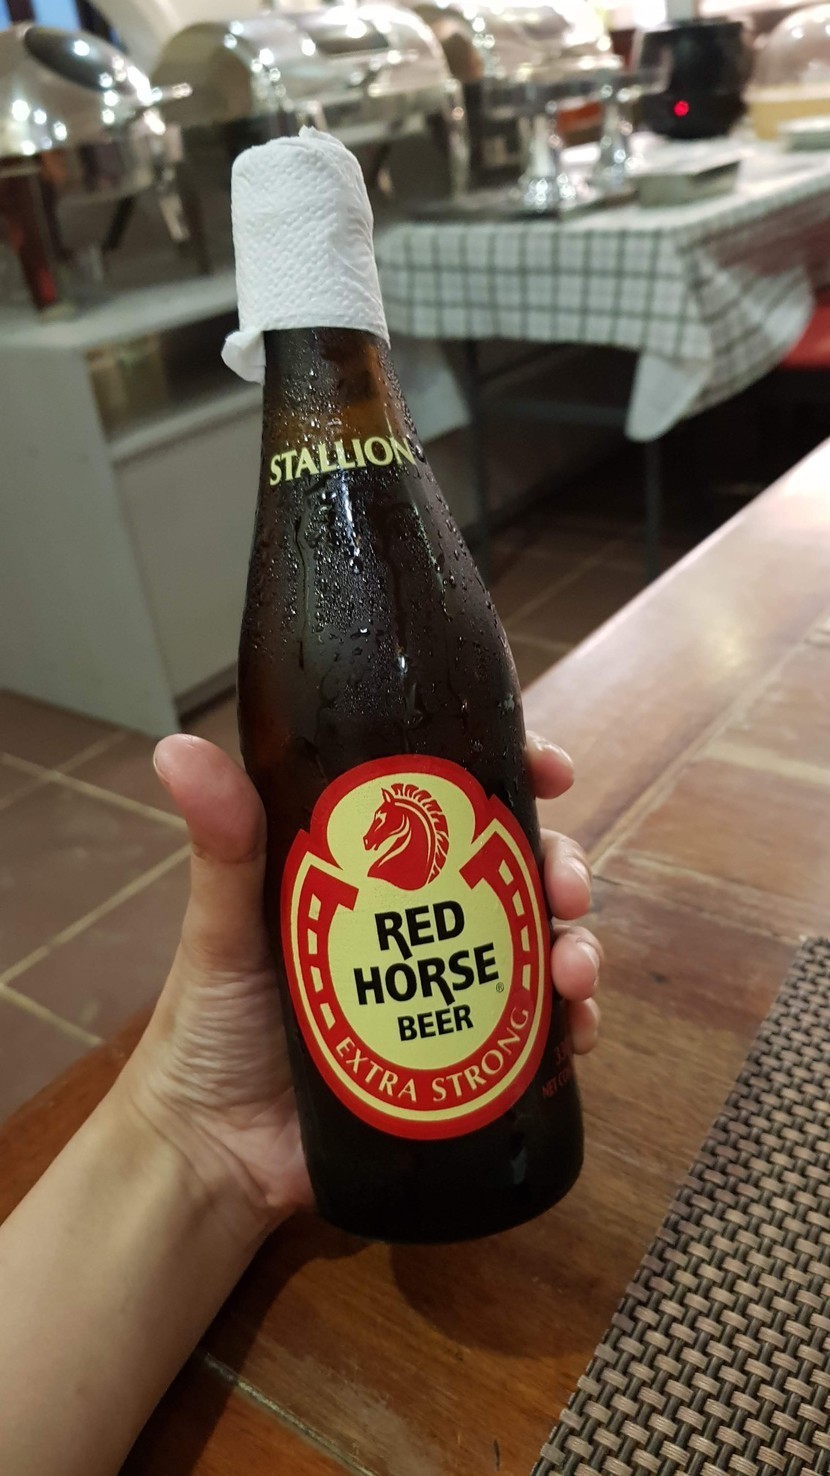 STALLION
RED
HORSE
®
BEER
EXTRA STRONG